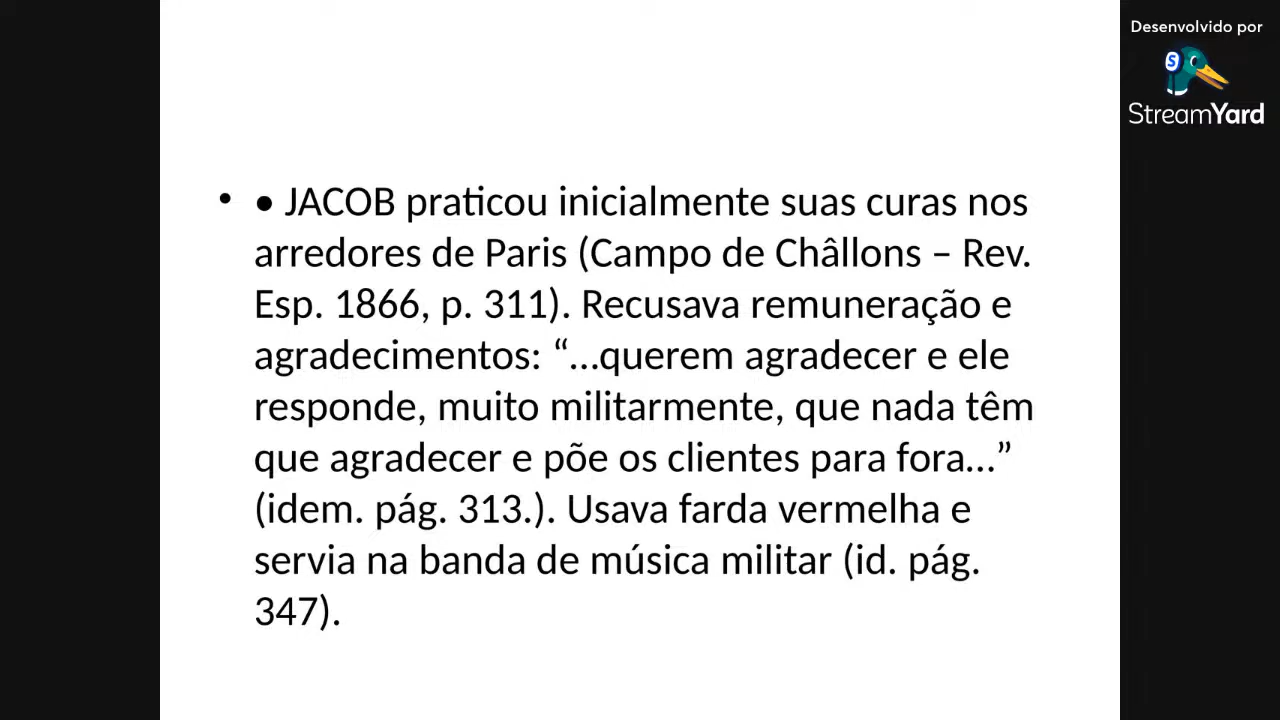 Desenvolvido por
StreamYard
• • JACOB praticou inicialmente suas curas nos
arredores de Paris (Campo de Châllons – Rev.
Esp. 1866, p. 311). Recusava remuneração e
agradecimentos: “...querem agradecer e ele
responde, muito militarmente, que nada têm
que agradecer e põe os clientes para fora...”
(idem. pág. 313.). Usava farda vermelha e
servia na banda de música militar (id. pág.
347).